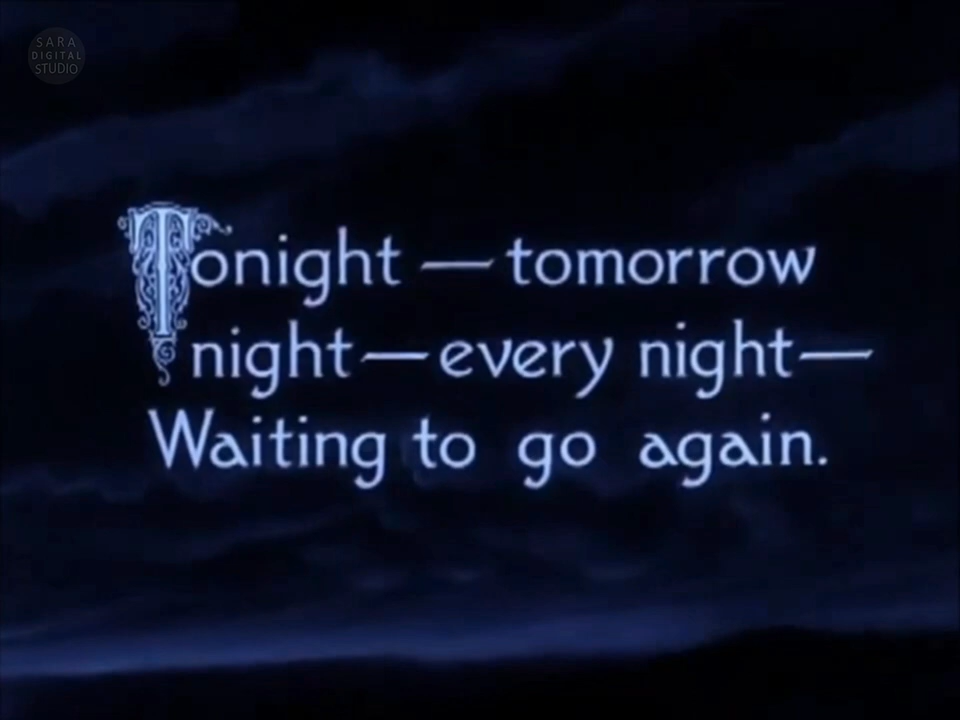 SARA
DIGITAL
STUDIO
Tonight — tomorrow
night — every night —
Waiting to go again.